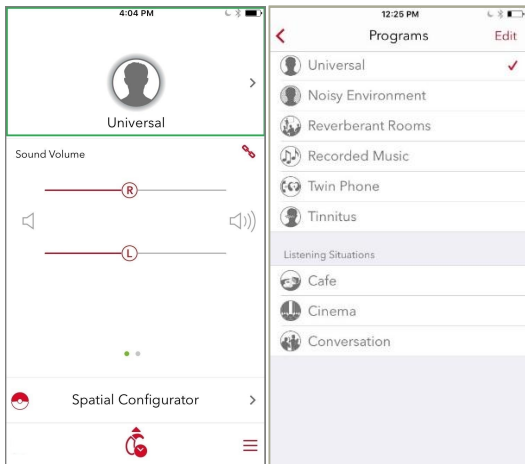 4:04 PM
Universal
Sound Volume
R
L
Spatial Configurator
12:25 PM
Programs
Edit
Universal
Noisy Environment
Reverberant Rooms
Recorded Music
Twin Phone
Tinnitus
Listening Situations
Cafe
Cinema
Conversation